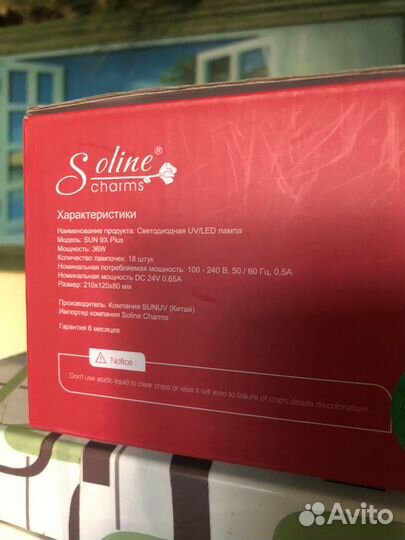 Soline®
charms
Характеристики
Наименование продукта: Светодиодная UV/LED лампа
Модель: SUN 9X Plus
Мощность: 36W
Количество лампочек: 18 штук
Номинальная потребляемая мощность: 100 - 240 В, 50 / 60 Гц, 0,5A
Номинальная мощность DC 24V 0.65A
Размер: 210x120x80 мм
Производитель: Компания SUNUV (Китай)
Импортер компания Soline Charms
Гарантия 6 месяцев
Notice :
Don't use acidic liquid to clear chips.or else it will lead to failure of chips deads discoloration!
Avito